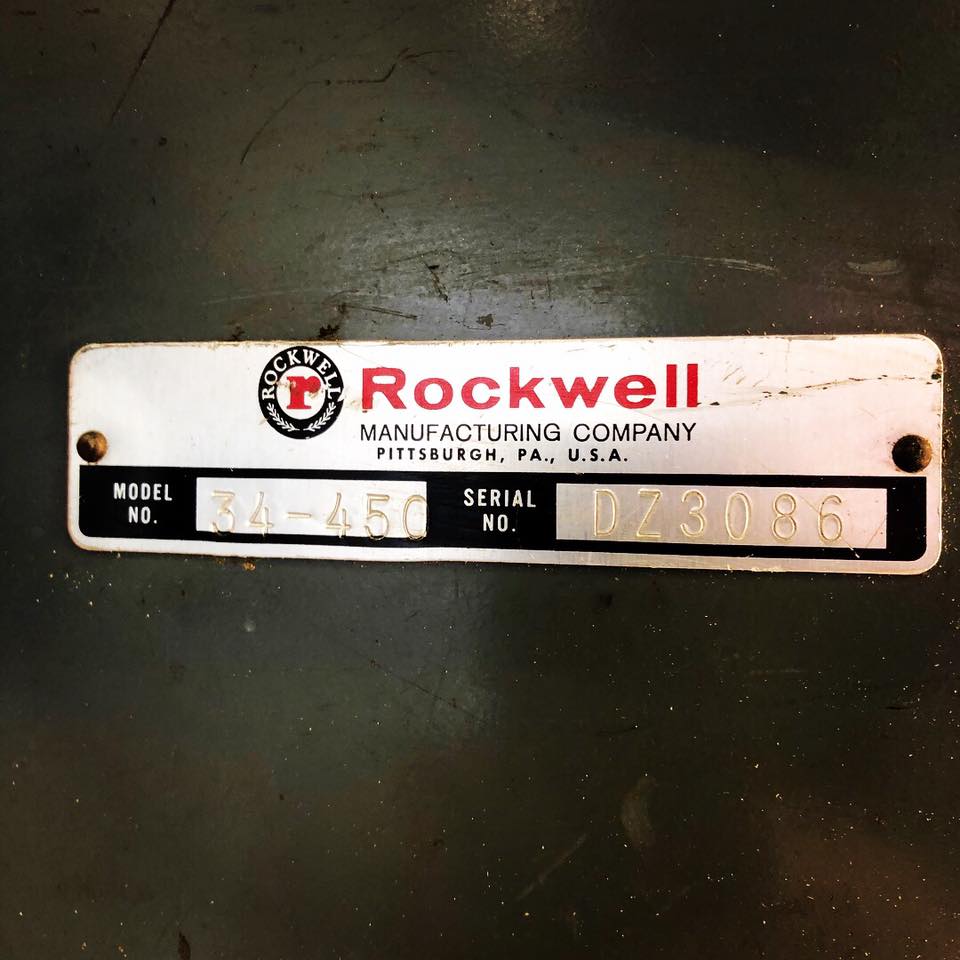 ROCKWELL
r
Rockwell
MANUFACTURING COMPANY
PITTSBURGH, PA., U.S.A.
MODEL NO. 34-450
SERIAL NO. DZ3086